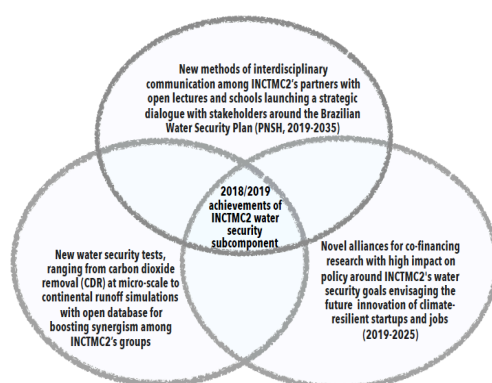 New methods of interdisciplinary
communication among INCTMC2's partners with
open lectures and schools launching a strategic
dialogue with stakeholders around the Brazilian
Water Security Plan (PNSH, 2019-2035)
2018/2019
achievements of
INCTMC2 water
security
subcomponent
New water security tests,
ranging from carbon dioxide
removal (CDR) at micro-scale to
continental runoff simulations
with open database for
boosting synergism among
INCTMC2's groups
Novel alliances for co-financing
research with high impact on
policy around INCTMC2's water
security goals envisaging the
future innovation of climate-
resilient startups and jobs
(2019-2025)